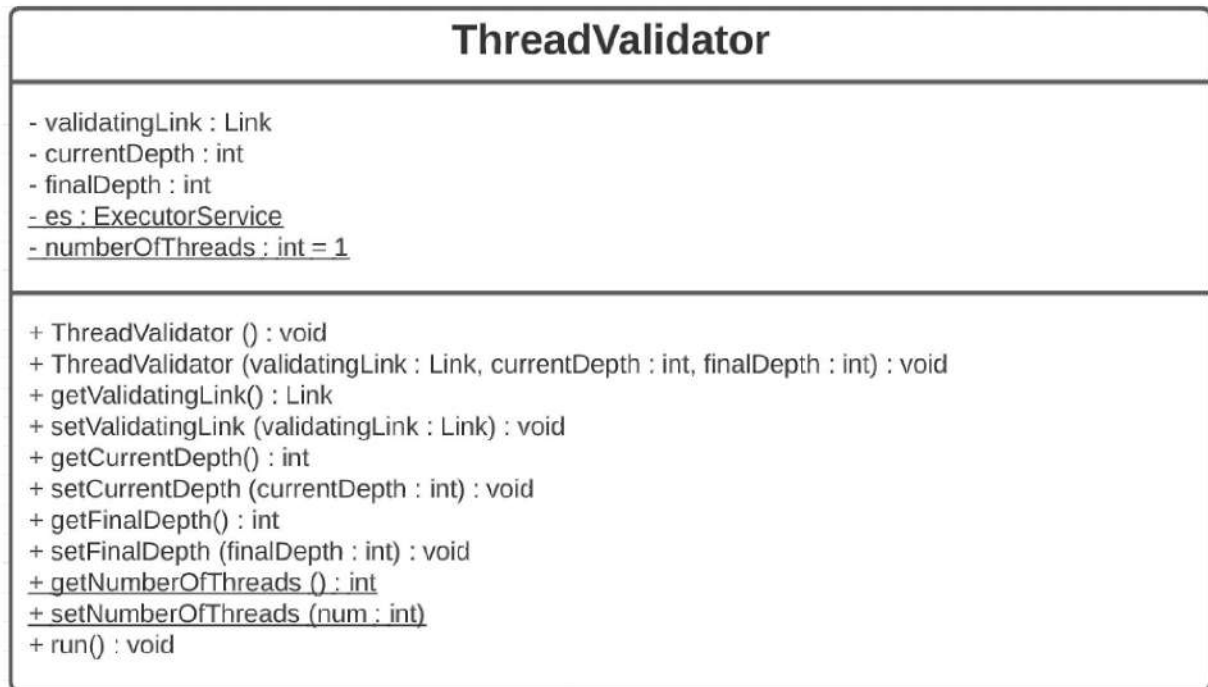 ThreadValidator
- validatingLink : Link
- currentDepth : int
- finalDepth : int
- es : ExecutorService
- numberOfThreads : int = 1
+ ThreadValidator () : void
+ ThreadValidator (validatingLink : Link, currentDepth : int, finalDepth : int) : void
+ getValidatingLink() : Link
+ setValidatingLink (validatingLink : Link) : void
+ getCurrentDepth() : int
+ setCurrentDepth (currentDepth : int) : void
+ getFinalDepth() : int
+ setFinalDepth (finalDepth : int) : void
+ getNumberOfThreads () : int
+ setNumberOfThreads (num : int)
+ run() : void